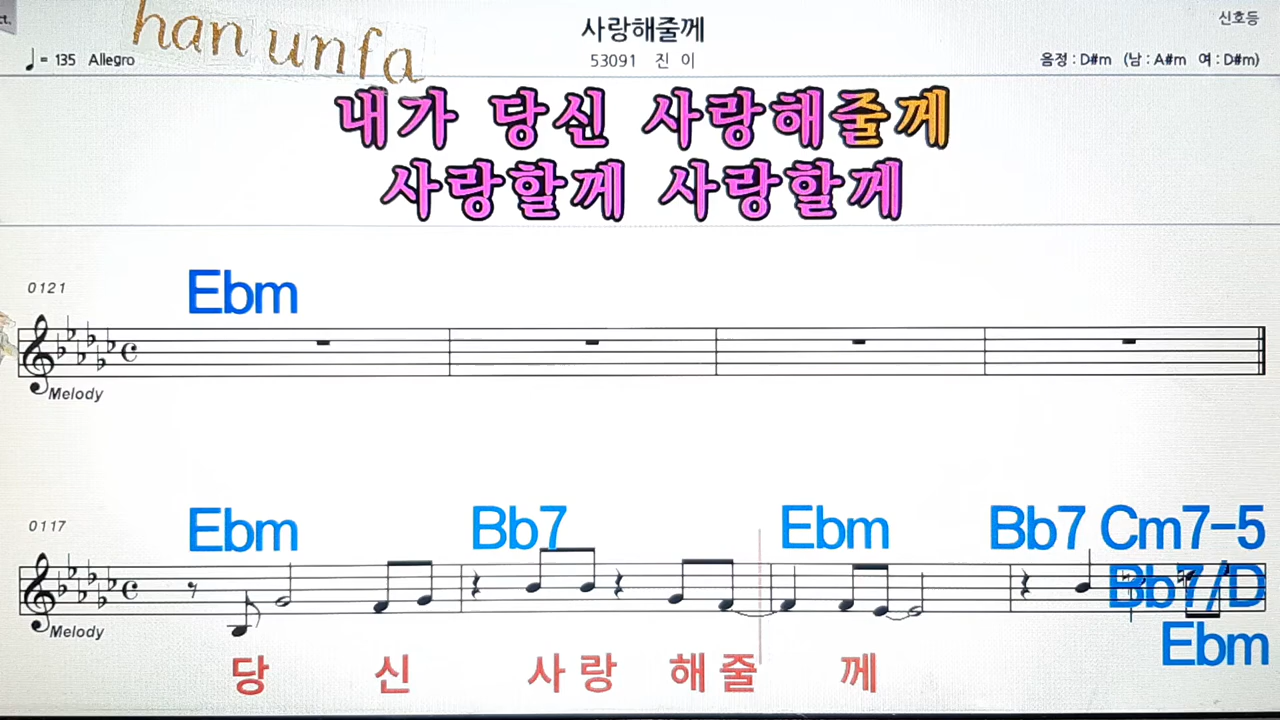 ct.
han unfa
사랑해줄께
신호등
♩= 135 Allegro
53091 진 이
음정 : D#m (남 : A#m 여 : D#m)
내가 당신 사랑해줄께
사랑할께 사랑할께
0121
Ebm
Melody
0117
Ebm Bb7 Ebm Bb7 Cm7-5
Bb7/D
Ebm
Melody
당 신 사 랑 해 줄 께